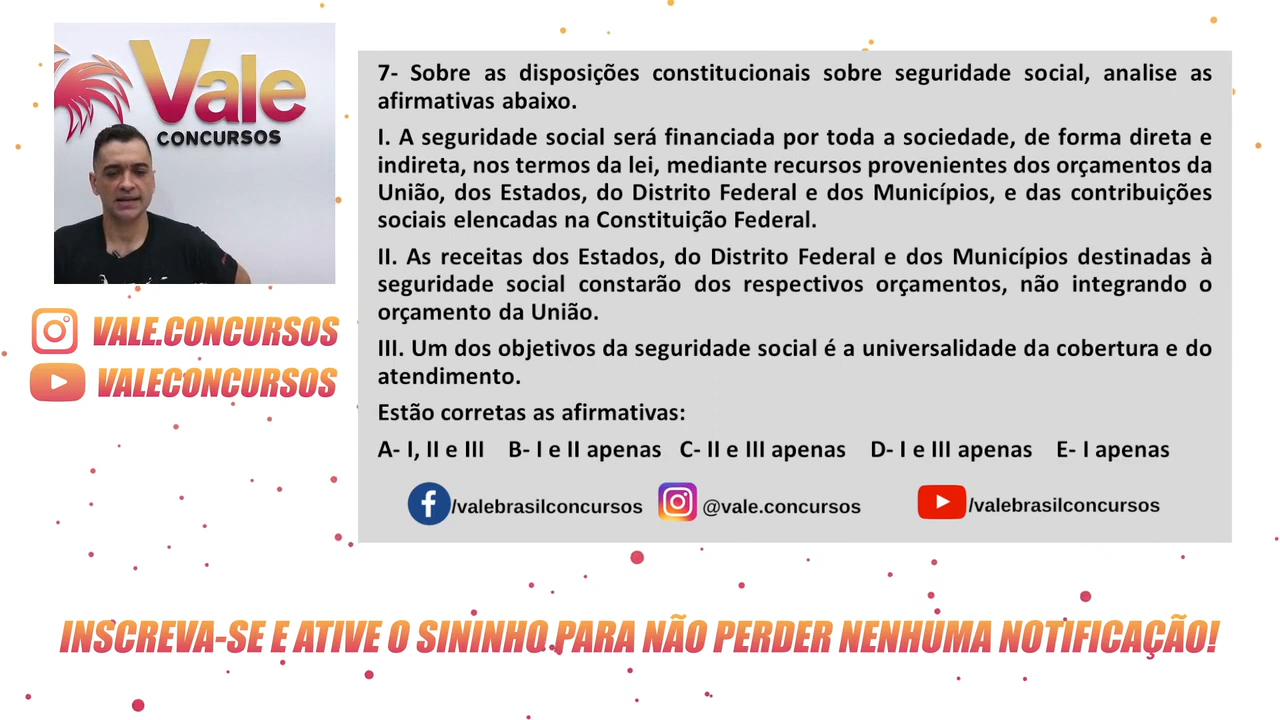 Vale
CONCURSOS
VALE.CONCURSOS
VALECONCURSOS
7- Sobre as disposições constitucionais sobre seguridade social, analise as
afirmativas abaixo.
I. A seguridade social será financiada por toda a sociedade, de forma direta e
indireta, nos termos da lei, mediante recursos provenientes dos orçamentos da
União, dos Estados, do Distrito Federal e dos Municípios, e das contribuições
sociais elencadas na Constituição Federal.
II. As receitas dos Estados, do Distrito Federal e dos Municípios destinadas à
seguridade social constarão dos respectivos orçamentos, não integrando o
orçamento da União.
III. Um dos objetivos da seguridade social é a universalidade da cobertura e do
atendimento.
Estão corretas as afirmativas:
A- I, II e III B- I e II apenas C- II e III apenas D- I e III apenas E- I apenas
/valebrasilconcursos @vale.concursos /valebrasilconcursos
INSCREVA-SE E ATIVE O SININHO PARA NÃO PERDER NENHUMA NOTIFICAÇÃO!